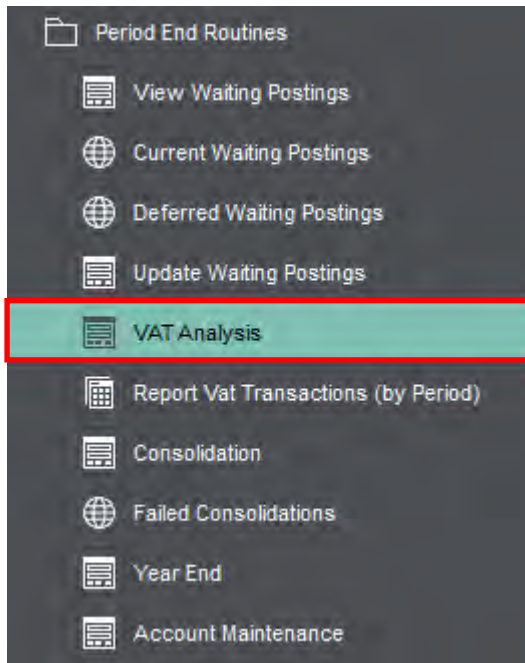 Period End Routines
View Waiting Postings
Current Waiting Postings
Deferred Waiting Postings
Update Waiting Postings
VAT Analysis
Report Vat Transactions (by Period)
Consolidation
Failed Consolidations
Year End
Account Maintenance